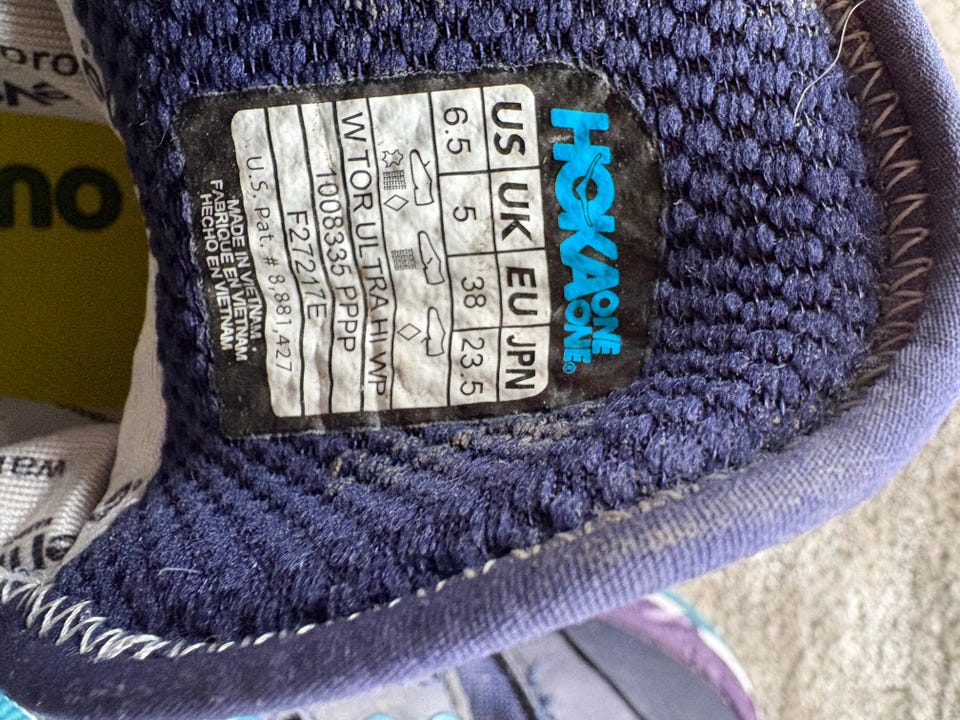 HOKA ONE ONE®
US UK EU JPN
6.5 5 38 23.5
W TOR ULTRA HI WP
1008335 PPPP
F27217E
U.S. Pat. # 8,881,427
MADE IN VIETNAM
FABRIQUE EN VIETNAM
HECHO EN VIETNAM
no